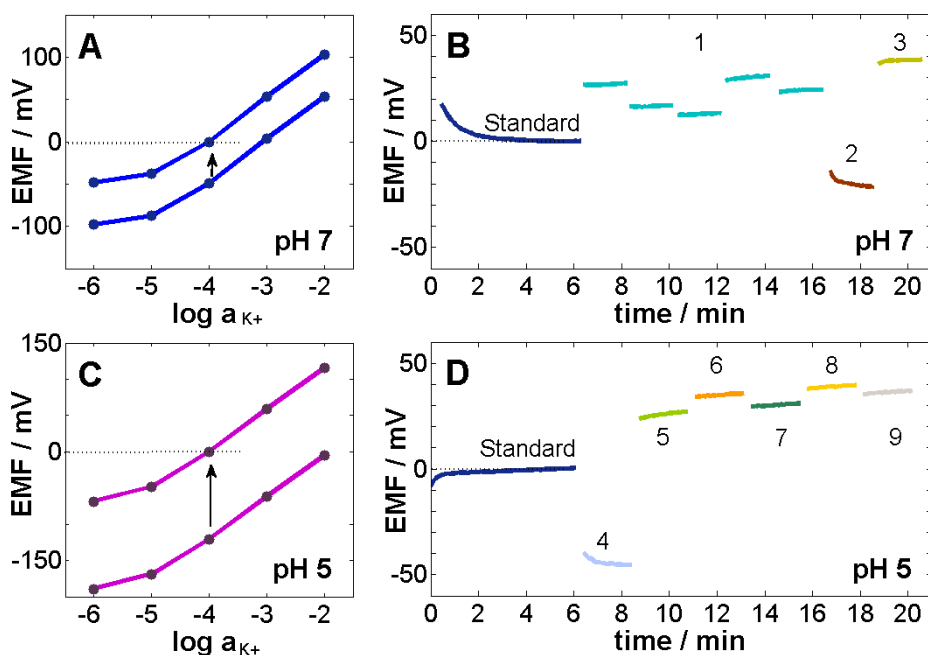 A
EMF / mV
100
0
-100
pH 7
-6 -5 -4 -3 -2
log a K+
B
EMF / mV
50
0
-50
Standard
1
2
3
pH 7
0 2 4 6 8 10 12 14 16 18 20
time / min
C
EMF / mV
150
0
-150
pH 5
-6 -5 -4 -3 -2
log a K+
D
EMF / mV
50
0
-50
Standard
4
5
6
7
8
9
pH 5
0 2 4 6 8 10 12 14 16 18 20
time / min